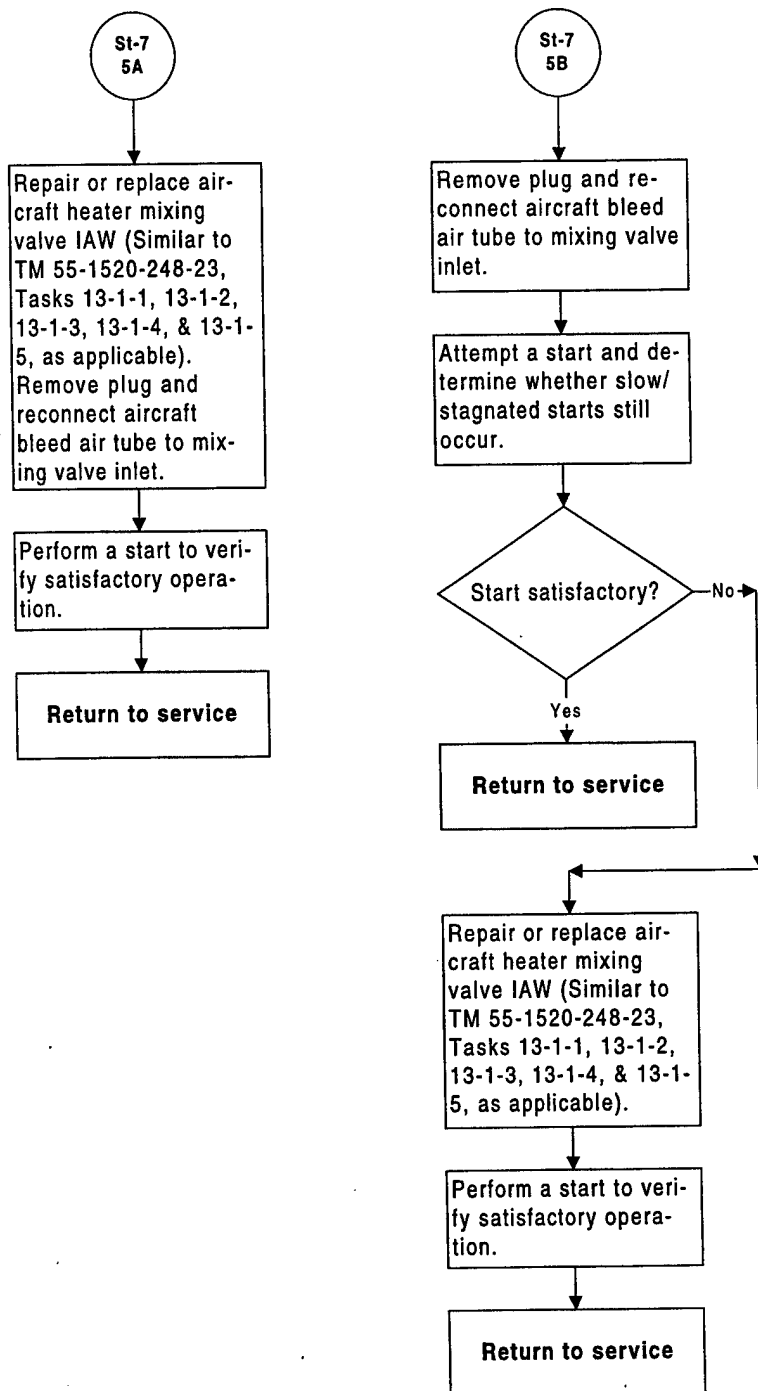 St-7
5A
Repair or replace air-
craft heater mixing
valve IAW (Similar to
TM 55-1520-248-23,
Tasks 13-1-1, 13-1-2,
13-1-3, 13-1-4, & 13-1-
5, as applicable).
Remove plug and
reconnect aircraft
bleed air tube to mix-
ing valve inlet.
Perform a start to veri-
fy satisfactory opera-
tion.
Return to service
St-7
5B
Remove plug and re-
connect aircraft bleed
air tube to mixing valve
inlet.
Attempt a start and de-
termine whether slow/
stagnated starts still
occur.
Start satisfactory?
No
Yes
Return to service
Repair or replace air-
craft heater mixing
valve IAW (Similar to
TM 55-1520-248-23,
Tasks 13-1-1, 13-1-2,
13-1-3, 13-1-4, & 13-1-
5, as applicable).
Perform a start to veri-
fy satisfactory opera-
tion.
Return to service